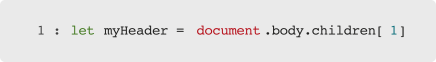 1 : let myHeader = document.body.children[ 1]